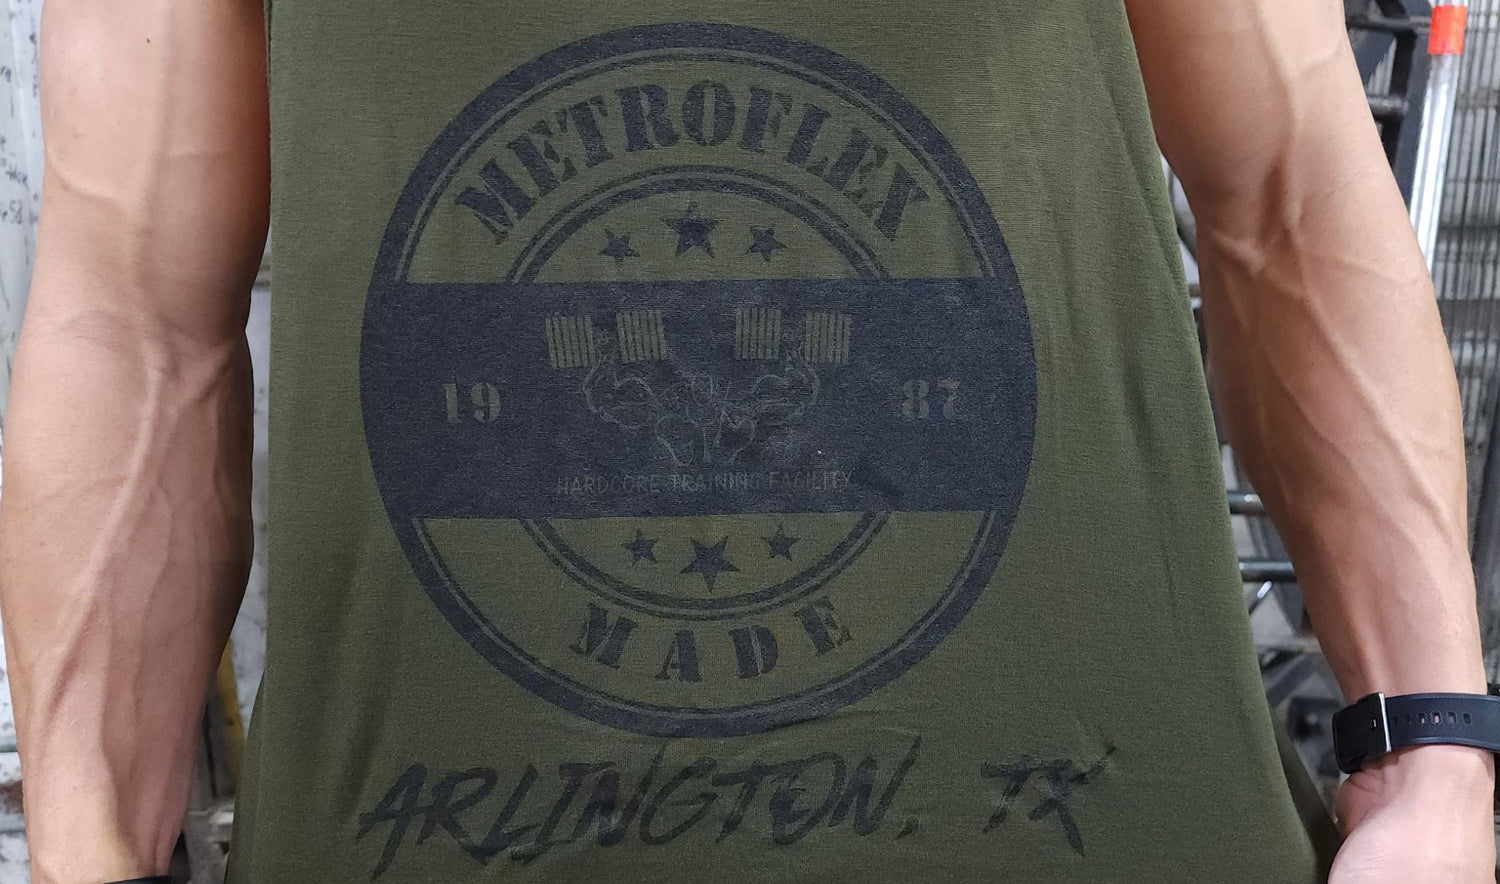 METROFLEX
19 87
HARDCORE TRAINING FACILITY
MADE
ARLINGTON, TX